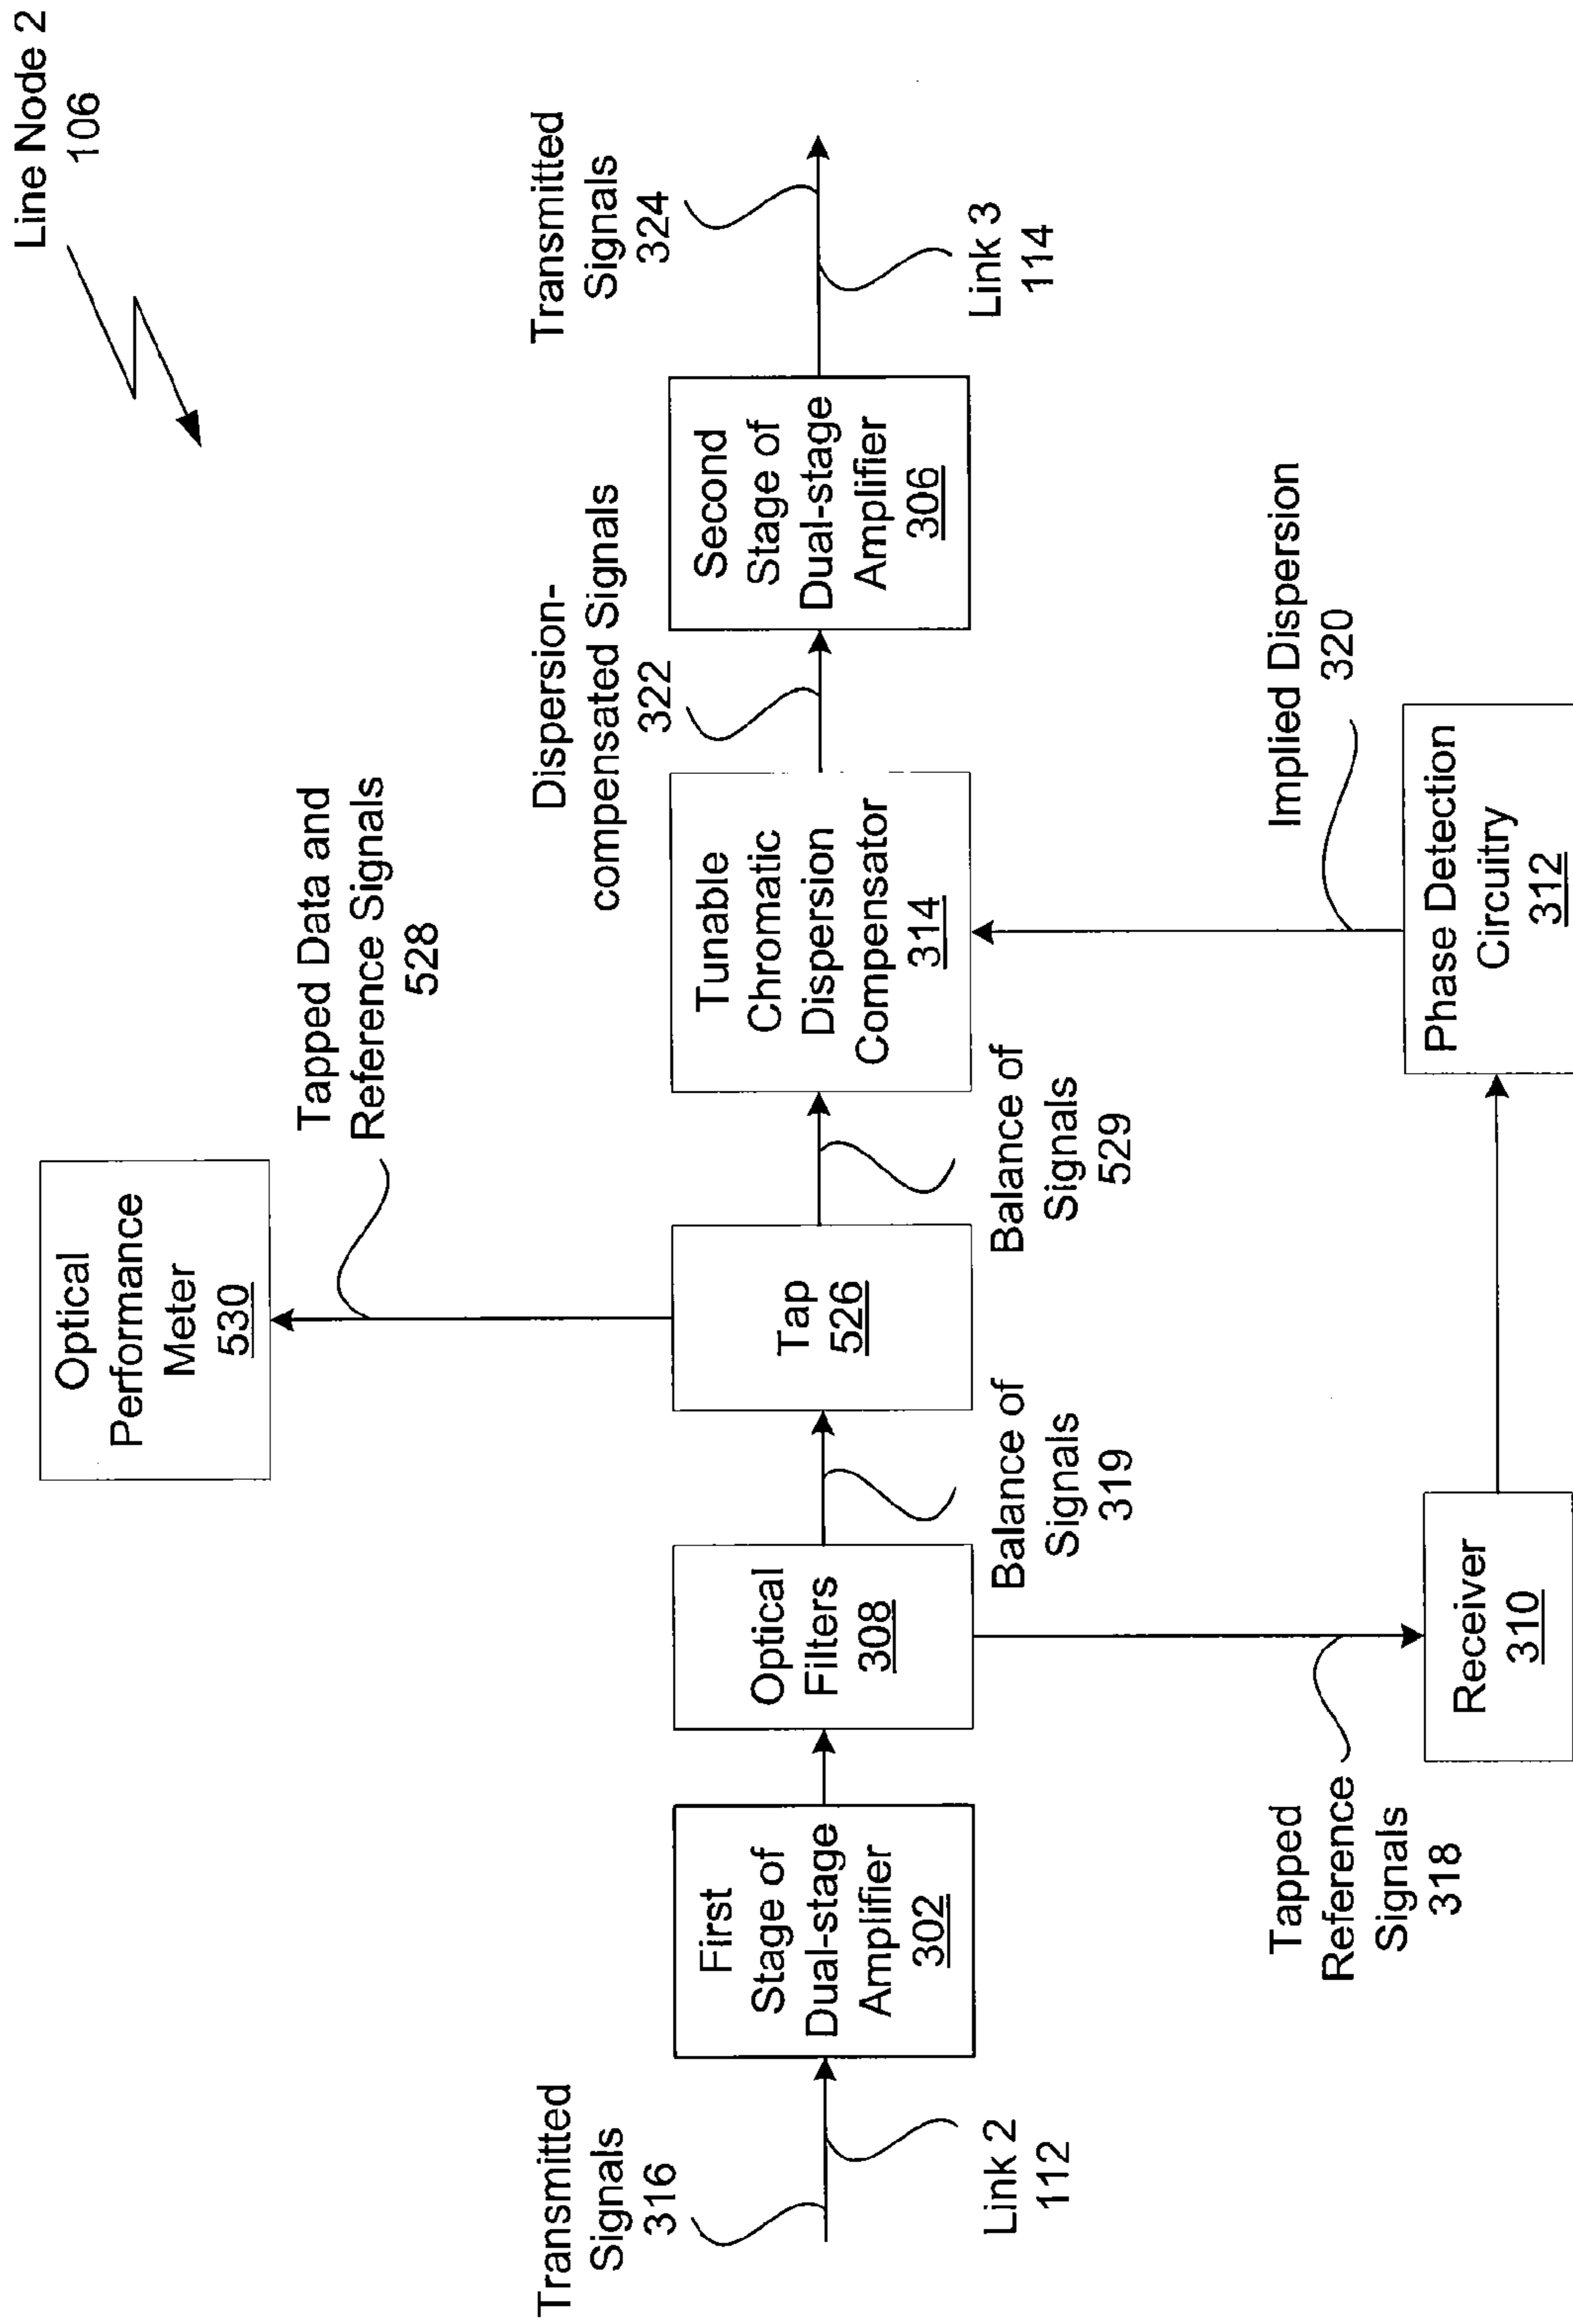 Line Node 2
106
Optical
Performance
Meter
530
Tapped Data and
Reference Signals
528
Transmitted
Signals
316
Link 2
112
First
Stage of
Dual-stage
Amplifier
302
Optical
Filters
308
Balance of
Signals
319
Tap
526
Balance of
Signals
529
Tunable
Chromatic
Dispersion
Compensator
314
Dispersion-
compensated Signals
322
Second
Stage of
Dual-stage
Amplifier
306
Transmitted
Signals
324
Link 3
114
Tapped
Reference
Signals
318
Receiver
310
Phase Detection
Circuitry
312
Implied Dispersion
320